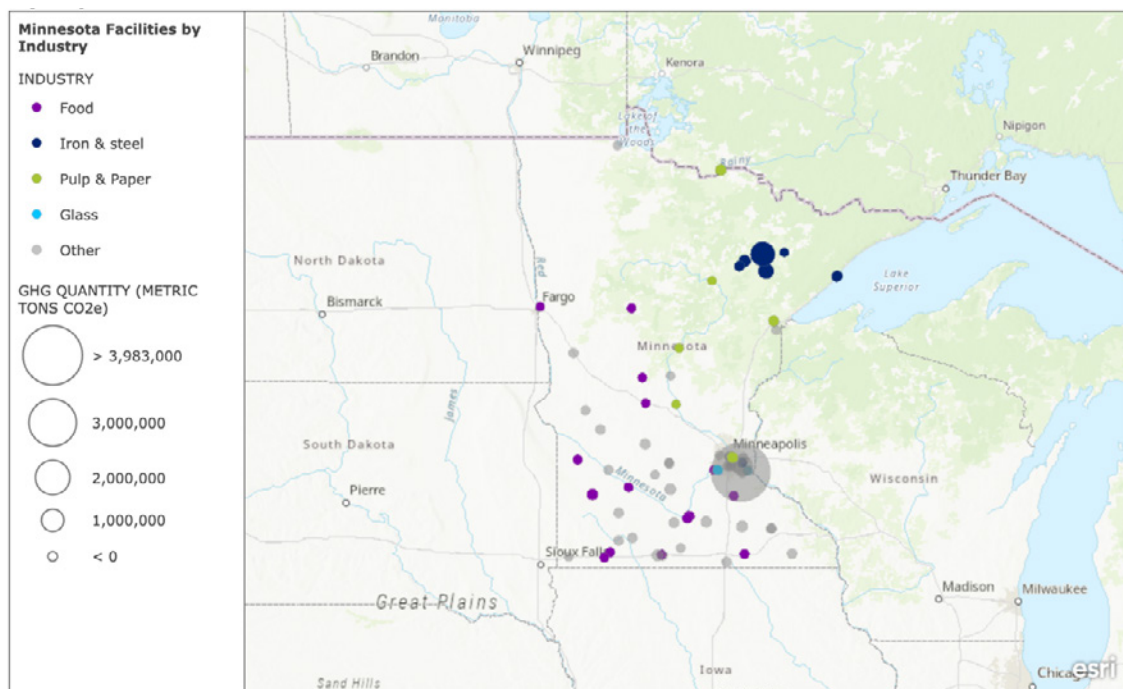 Minnesota Facilities by
Industry
INDUSTRY
Food
Iron & steel
Pulp & Paper
Glass
Other
GHG QUANTITY (METRIC
TONS CO2e)
> 3,983,000
3,000,000
2,000,000
1,000,000
< 0
Manitoba
Brandon
Winnipeg
Kenora
Lake of
the
Woods
Nipigon
Rainy
Thunder Bay
North Dakota
Red
Lake
Superior
Bismarck
Fargo
Minnesota
James
South Dakota
Minneapolis
Minnesota
Wisconsin
Pierre
Sioux Falls
Great Plains
Madison
Milwaukee
Iowa
Sand Hills
esri